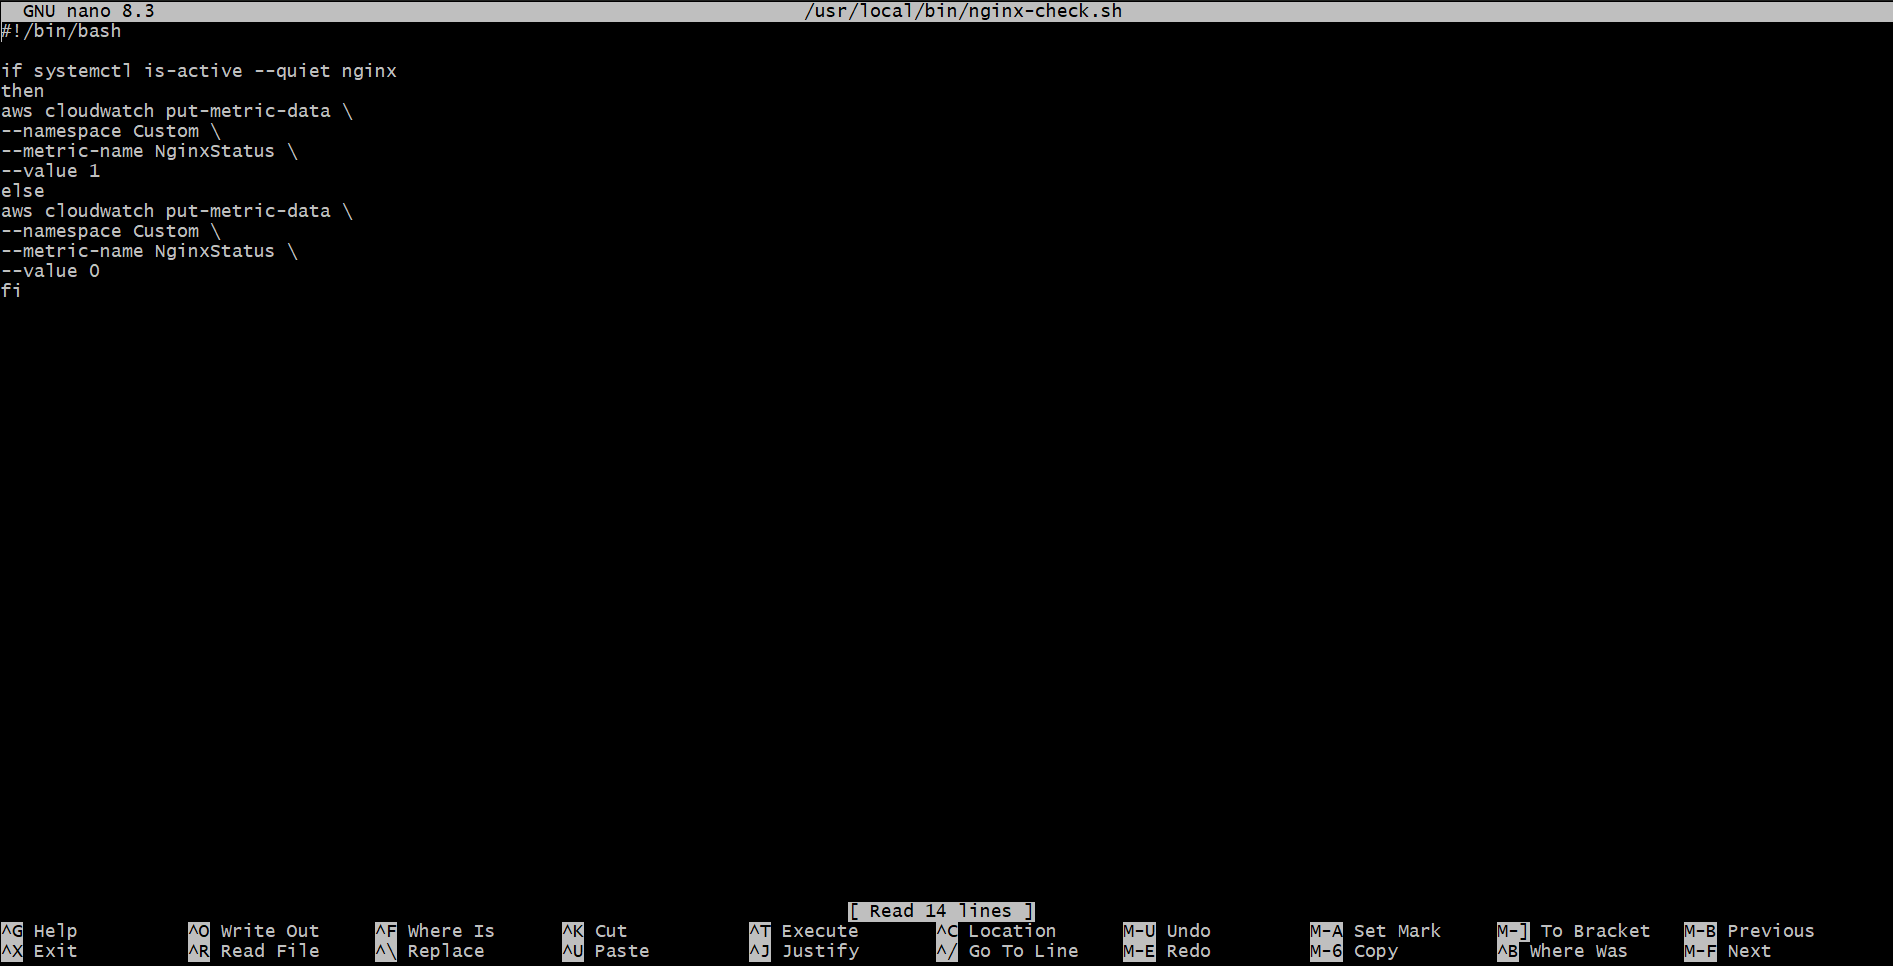 GNU nano 8.3 /usr/local/bin/nginx-check.sh
#!/bin/bash
if systemctl is-active --quiet nginx
then
aws cloudwatch put-metric-data \
--namespace Custom \
--metric-name NginxStatus \
--value 1
else
aws cloudwatch put-metric-data \
--namespace Custom \
--metric-name NginxStatus \
--value 0
fi
[ Read 14 lines ]
^G Help ^O Write Out ^F Where Is ^K Cut ^T Execute ^C Location M-U Undo M-A Set Mark M-] To Bracket M-B Previous
^X Exit ^R Read File ^\ Replace ^U Paste ^J Justify ^/ Go To Line M-E Redo M-6 Copy ^B Where Was M-F Next